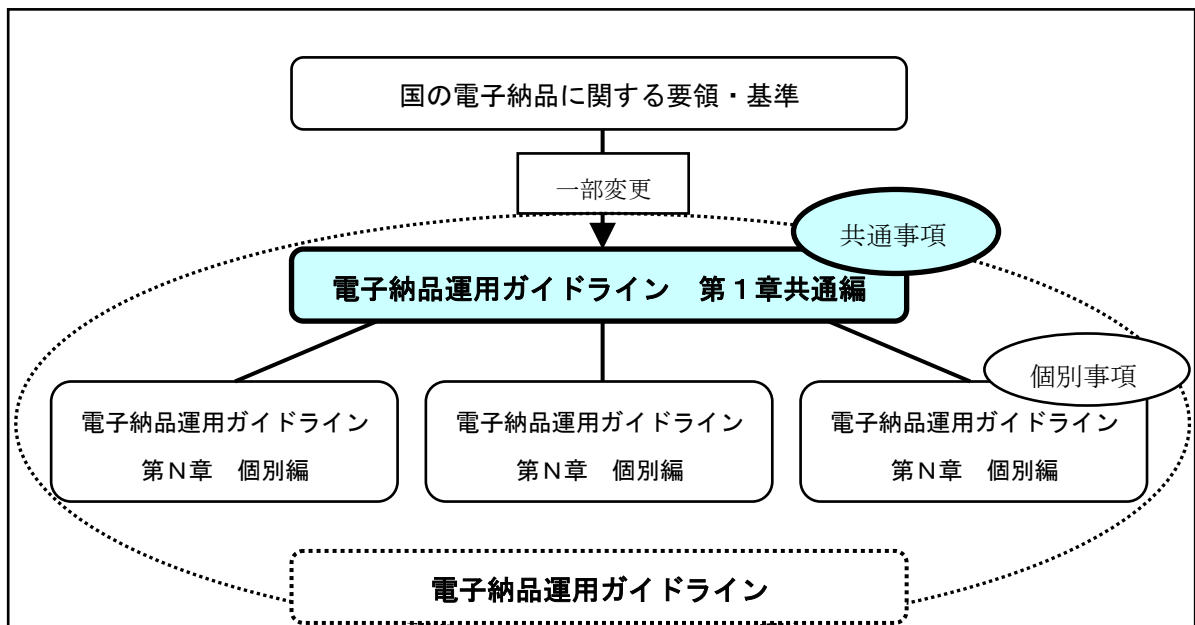 国の電子納品に関する要領・基準
一部変更
共通事項
電子納品運用ガイドライン　第１章共通編
個別事項
電子納品運用ガイドライン
第Ｎ章　個別編
電子納品運用ガイドライン
第Ｎ章　個別編
電子納品運用ガイドライン
第Ｎ章　個別編
電子納品運用ガイドライン